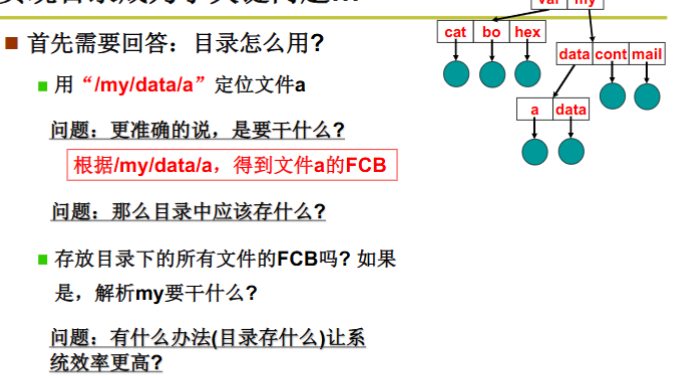 var my
首先需要回答：目录怎么用?
cat bo hex
data cont mail
用“/my/data/a”定位文件a
a data
问题：更准确的说，是要干什么?
根据/my/data/a，得到文件a的FCB
问题：那么目录中应该存什么?
存放目录下的所有文件的FCB吗? 如果
是，解析my要干什么?
问题：有什么办法(目录存什么)让系
统效率更高?